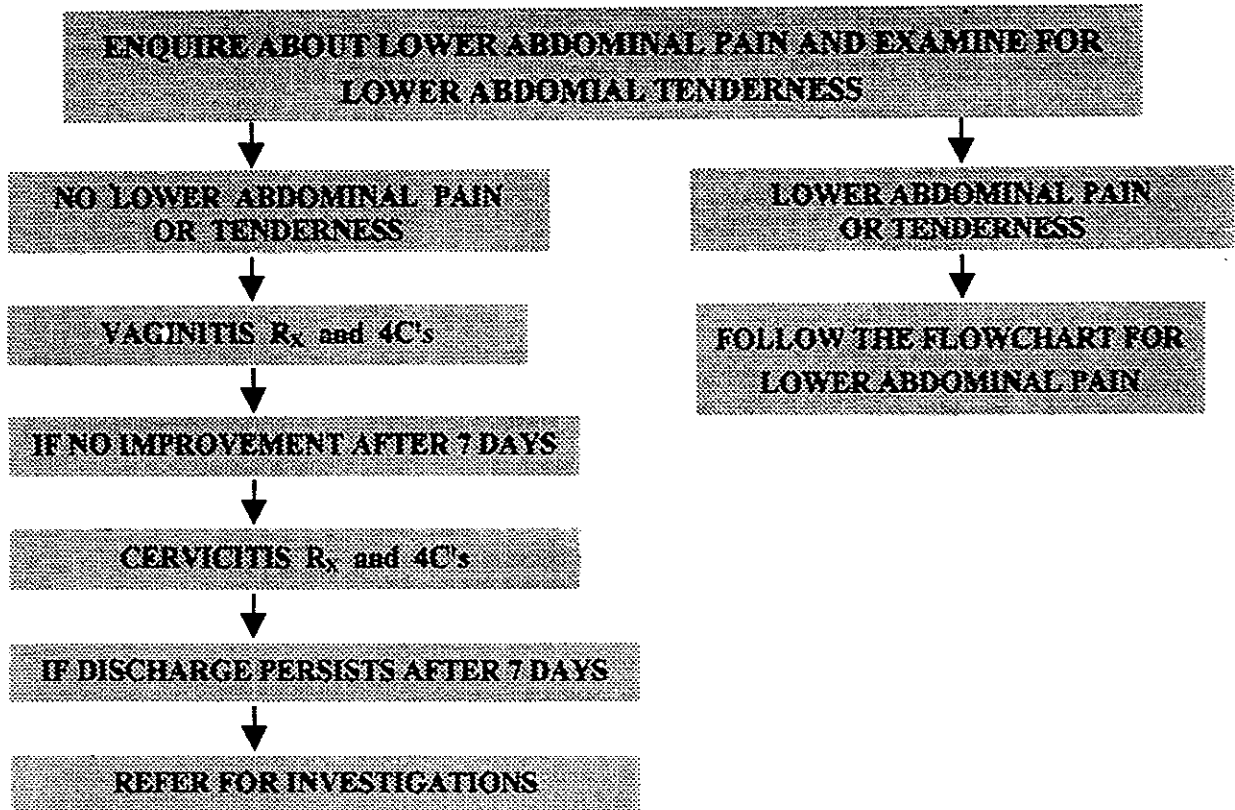 ENQUIRE ABOUT LOWER ABDOMINAL PAIN AND EXAMINE FOR
LOWER ABDOMIAL TENDERNESS
NO LOWER ABDOMINAL PAIN
OR TENDERNESS
LOWER ABDOMINAL PAIN
OR TENDERNESS
VAGINITIS Rx and 4C's
FOLLOW THE FLOWCHART FOR
LOWER ABDOMINAL PAIN
IF NO IMPROVEMENT AFTER 7 DAYS
CERVICITIS Rx and 4C"s
IF DISCHARGE PERSISTS AFTER 7 DAYS
REFER FOR INVESTIGATIONS